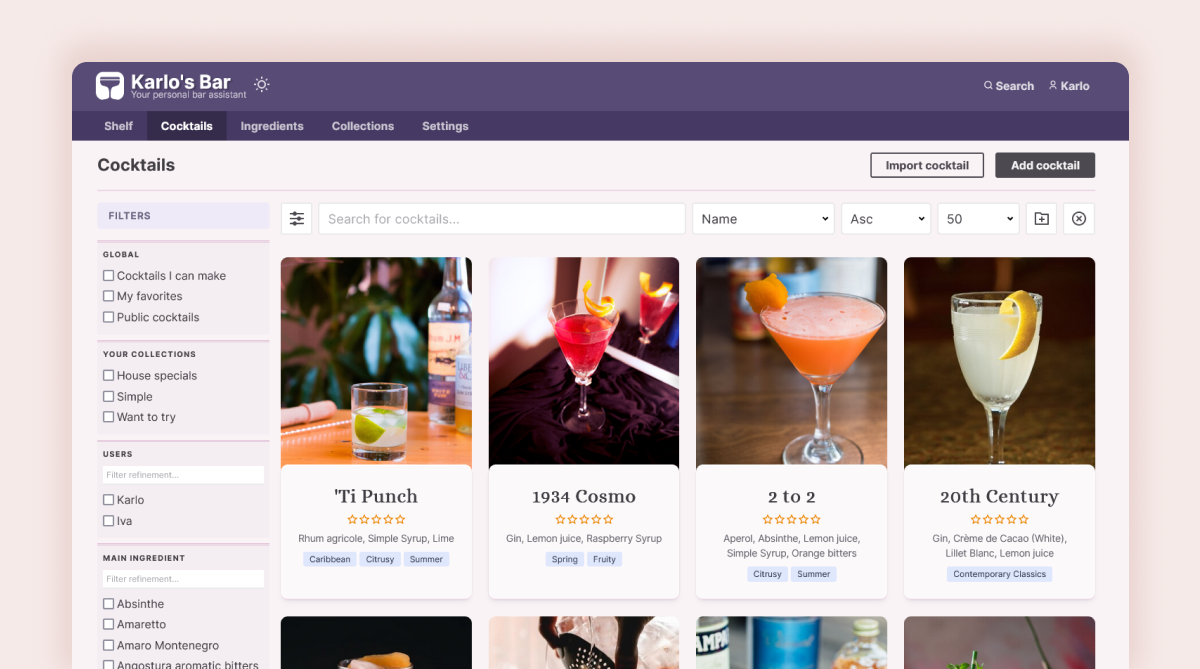 Karlo's Bar
Your personal bar assistant
Search
Karlo
Shelf
Cocktails
Ingredients
Collections
Settings
Cocktails
Import cocktail
Add cocktail
FILTERS
Search for cocktails...
Name
Asc
50
GLOBAL
Cocktails I can make
My favorites
Public cocktails
YOUR COLLECTIONS
House specials
Simple
Want to try
USERS
Filter refinement...
Karlo
Iva
MAIN INGREDIENT
Filter refinement...
Absinthe
Amaretto
Amaro Montenegro
Angostura aromatic bitters
'Ti Punch
Rhum agricole, Simple Syrup, Lime
Caribbean
Citrusy
Summer
1934 Cosmo
Gin, Lemon juice, Raspberry Syrup
Spring
Fruity
2 to 2
Aperol, Absinthe, Lemon juice,
Simple Syrup, Orange bitters
Citrusy
Summer
20th Century
Gin, Crème de Cacao (White),
Lillet Blanc, Lemon juice
Contemporary Classics